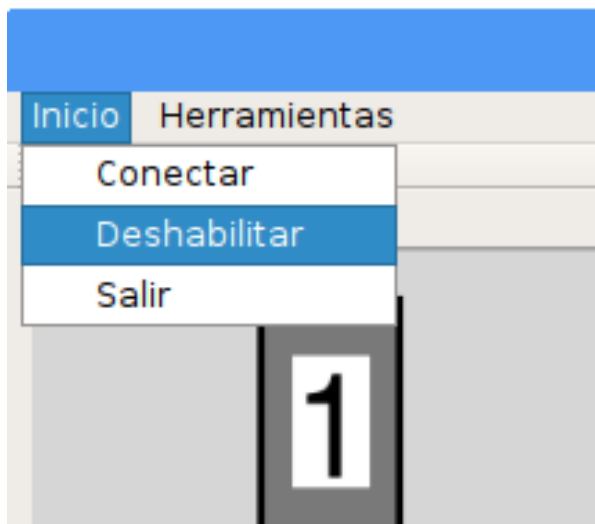 Inicio Herramientas
Conectar
Deshabilitar
Salir
1